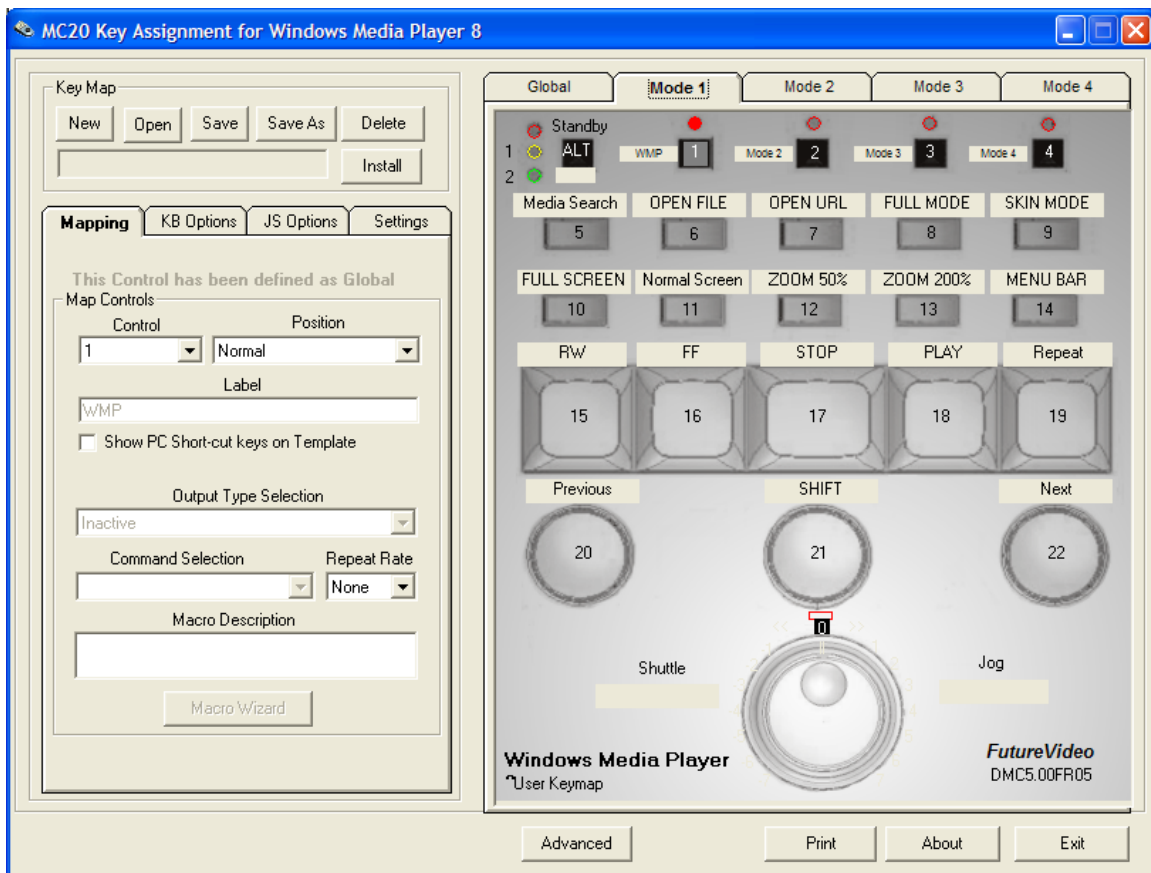 MC20 Key Assignment for Windows Media Player 8
Key Map
New Open Save Save As Delete
Install
Mapping KB Options JS Options Settings
This Control has been defined as Global
Map Controls
Control Position
1 Normal
Label
WMP
Show PC Short-cut keys on Template
Output Type Selection
Inactive
Command Selection Repeat Rate
None
Macro Description
Macro Wizard
Global Mode 1 Mode 2 Mode 3 Mode 4
Standby
1 ALT WMP 1 Mode 2 2 Mode 3 3 Mode 4 4
2
Media Search OPEN FILE OPEN URL FULL MODE SKIN MODE
5 6 7 8 9
FULL SCREEN Normal Screen ZOOM 50% ZOOM 200% MENU BAR
10 11 12 13 14
RW FF STOP PLAY Repeat
15 16 17 18 19
Previous SHIFT Next
20 21 22
<< 0 >>
Shuttle Jog
Windows Media Player
User Keymap
FutureVideo
DMC5.00FR05
Advanced Print About Exit